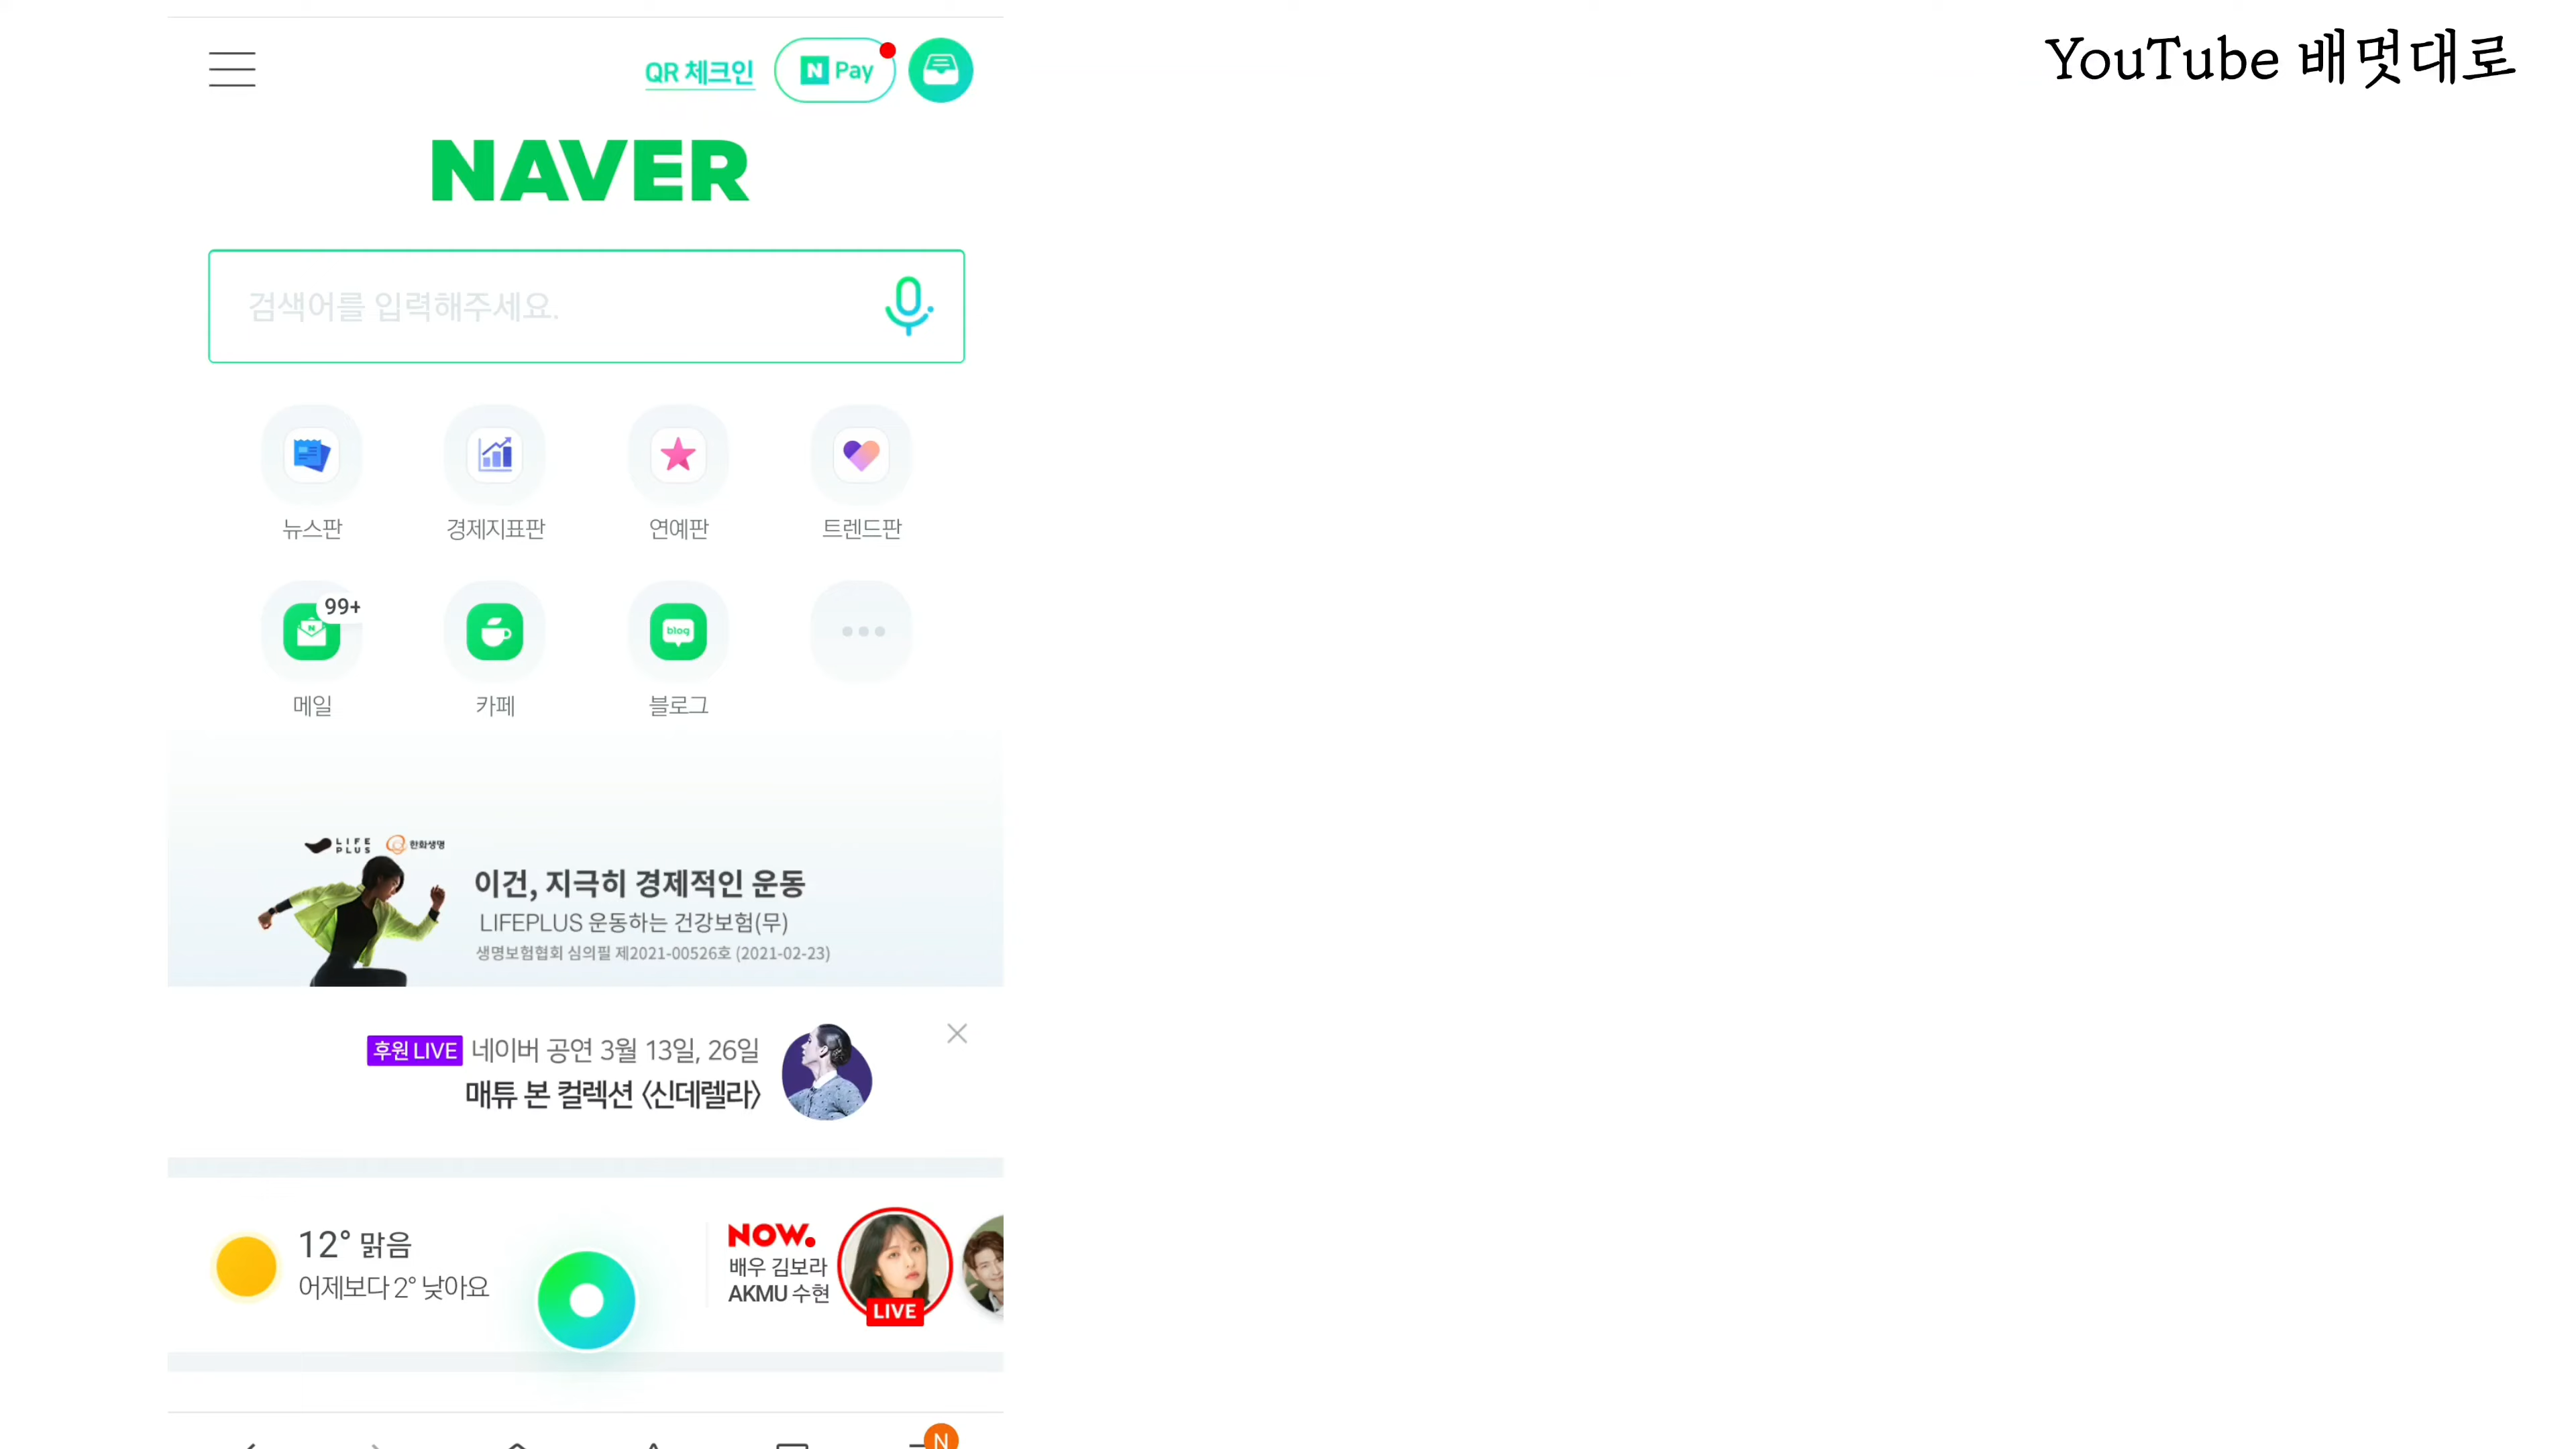 YouTube 배멋대로
QR 체크인
N Pay
NAVER
검색어를 입력해주세요.
뉴스판
경제지표판
연예판
트렌드판
99+
N
메일
카페
blog
블로그
LIFE PLUS
한화생명
이건, 지극히 경제적인 운동
LIFEPLUS 운동하는 건강보험(무)
생명보험협회 심의필 제2021-00526호 (2021-02-23)
후원 LIVE 네이버 공연 3월 13일, 26일
매튜 본 컬렉션 〈신데렐라〉
12° 맑음
어제보다 2° 낮아요
NOW.
배우 김보라
AKMU 수현
LIVE
N